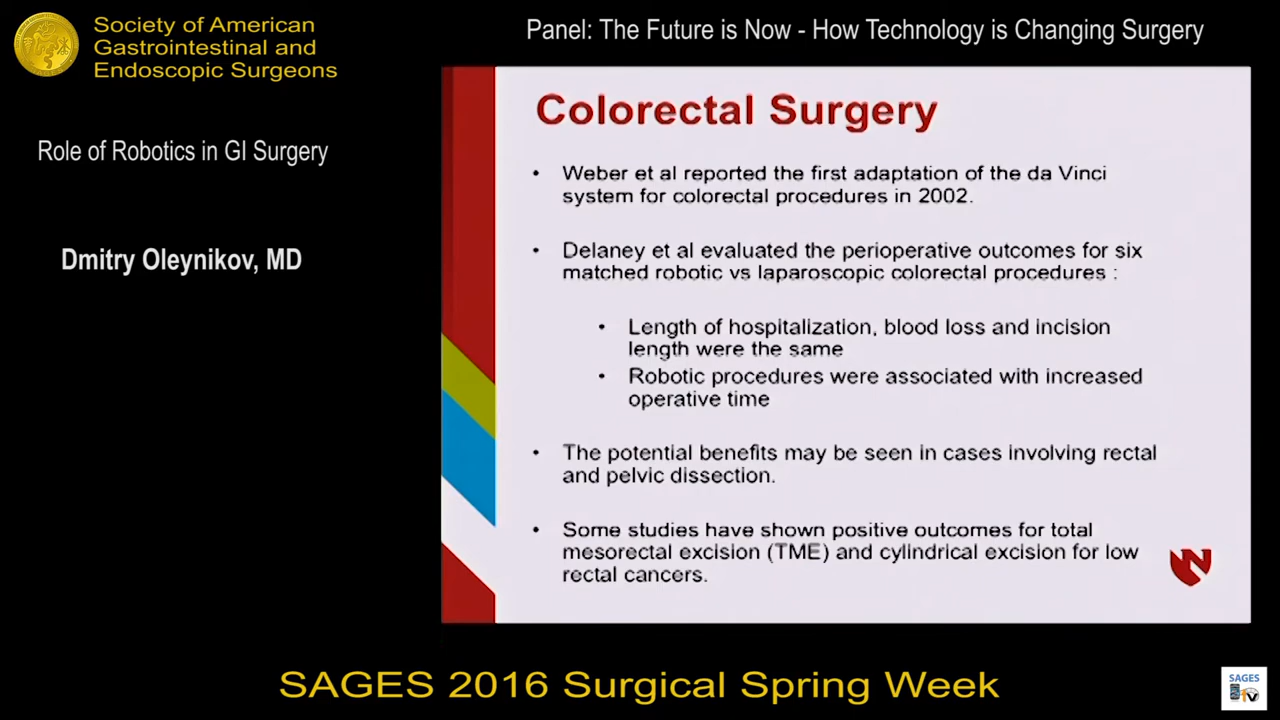 Society of American
Gastrointestinal and
Endoscopic Surgeons
Panel: The Future is Now - How Technology is Changing Surgery
Role of Robotics in GI Surgery
Dmitry Oleynikov, MD
Colorectal Surgery
• Weber et al reported the first adaptation of the da Vinci
system for colorectal procedures in 2002.
• Delaney et al evaluated the perioperative outcomes for six
matched robotic vs laparoscopic colorectal procedures :
• Length of hospitalization, blood loss and incision
length were the same
• Robotic procedures were associated with increased
operative time
• The potential benefits may be seen in cases involving rectal
and pelvic dissection.
• Some studies have shown positive outcomes for total
mesorectal excision (TME) and cylindrical excision for low
rectal cancers.
N
SAGES 2016 Surgical Spring Week
SAGES
TV